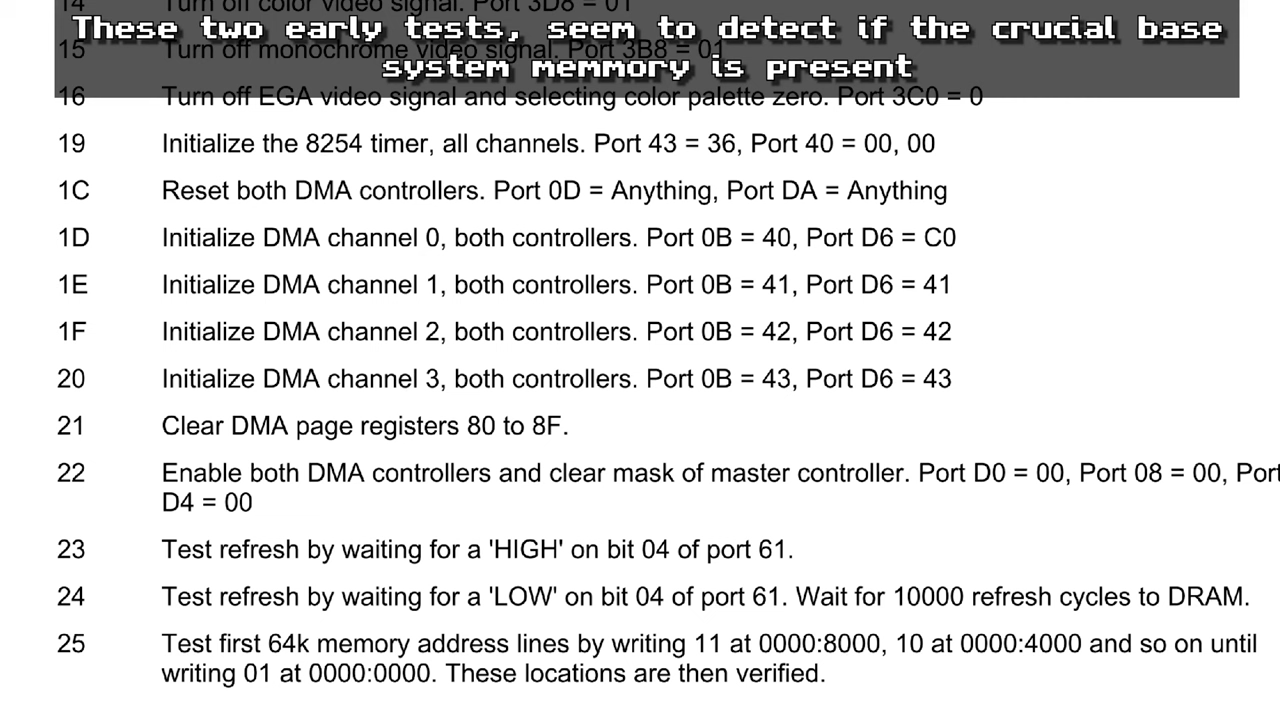 14 Turn off color video signal. Port 3D8 = 01
These two early tests, seem to detect if the crucial base
15 Turn off monochrome video signal. Port 3B8 = 01
system memmory is present
16 Turn off EGA video signal and selecting color palette zero. Port 3C0 = 0
19 Initialize the 8254 timer, all channels. Port 43 = 36, Port 40 = 00, 00
1C Reset both DMA controllers. Port 0D = Anything, Port DA = Anything
1D Initialize DMA channel 0, both controllers. Port 0B = 40, Port D6 = C0
1E Initialize DMA channel 1, both controllers. Port 0B = 41, Port D6 = 41
1F Initialize DMA channel 2, both controllers. Port 0B = 42, Port D6 = 42
20 Initialize DMA channel 3, both controllers. Port 0B = 43, Port D6 = 43
21 Clear DMA page registers 80 to 8F.
22 Enable both DMA controllers and clear mask of master controller. Port D0 = 00, Port 08 = 00, Port
D4 = 00
23 Test refresh by waiting for a 'HIGH' on bit 04 of port 61.
24 Test refresh by waiting for a 'LOW' on bit 04 of port 61. Wait for 10000 refresh cycles to DRAM.
25 Test first 64k memory address lines by writing 11 at 0000:8000, 10 at 0000:4000 and so on until
writing 01 at 0000:0000. These locations are then verified.